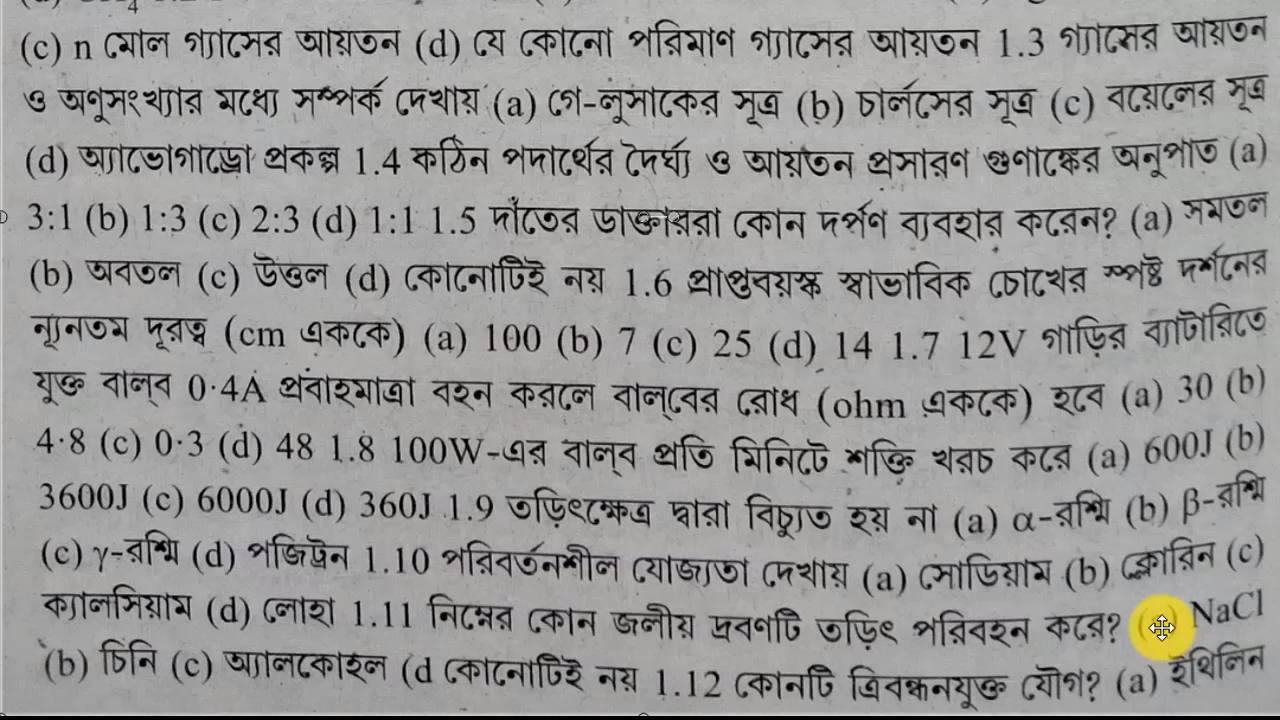 (c) n মোল গ্যাসের আয়তন (d) যে কোনো পরিমাণ গ্যাসের আয়তন 1.3 গ্যাসের আয়তন
ও অণুসংখ্যার মধ্যে সম্পর্ক দেখায় (a) গে-লুসাকের সূত্র (b) চার্লসের সূত্র (c) বয়েলের সূত্র
(d) অ্যাভোগাড্রো প্রকল্প 1.4 কঠিন পদার্থের দৈর্ঘ্য ও আয়তন প্রসারণ গুণাঙ্কের অনুপাত (a)
3:1 (b) 1:3 (c) 2:3 (d) 1:1 1.5 দাঁতের ডাক্তাররা কোন দর্পণ ব্যবহার করেন? (a) সমতল
(b) অবতল (c) উত্তল (d) কোনোটিই নয় 1.6 প্রাপ্তবয়স্ক স্বাভাবিক চোখের স্পষ্ট দর্শনের
ন্যূনতম দূরত্ব (cm এককে) (a) 100 (b) 7 (c) 25 (d) 14 1.7 12V গাড়ির ব্যাটারিতে
যুক্ত বাল্‌ব 0·4A প্রবাহমাত্রা বহন করলে বাল্‌বের রোধ (ohm এককে) হবে (a) 30 (b)
4·8 (c) 0·3 (d) 48 1.8 100W-এর বাল্‌ব প্রতি মিনিটে শক্তি খরচ করে (a) 600J (b)
3600J (c) 6000J (d) 360J 1.9 তড়িৎক্ষেত্র দ্বারা বিচ্যুত হয় না (a) α-রশ্মি (b) β-রশ্মি
(c) γ-রশ্মি (d) পজিট্রন 1.10 পরিবর্তনশীল যোজ্যতা দেখায় (a) সোডিয়াম (b) ক্লোরিন (c)
ক্যালসিয়াম (d) লোহা 1.11 নিম্নের কোন জলীয় দ্রবণটি তড়িৎ পরিবহন করে? NaCl
(b) চিনি (c) অ্যালকোহল (d কোনোটিই নয় 1.12 কোনটি ত্রিবন্ধনযুক্ত যৌগ? (a) ইথিলিন